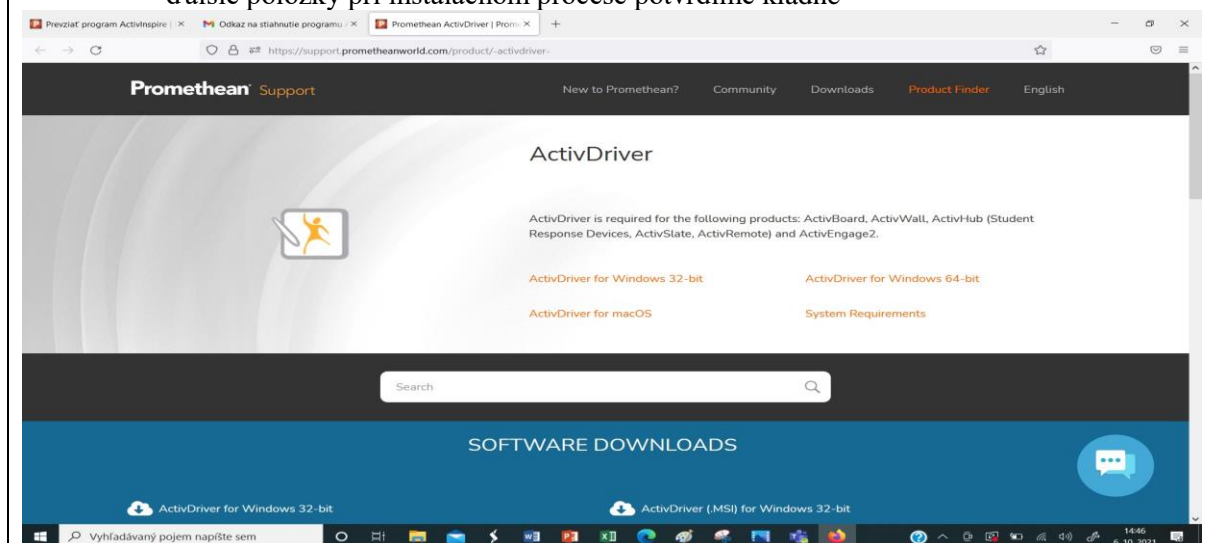 ďalšie položky pri inštalačnom procese potvrdíme kladne
Prevziať program ActivInspire |
Odkaz na stiahnutie programu
Promethean ActivDriver | Prom
https://support.prometheanworld.com/product/-activdriver-
Promethean Support
New to Promethean? Community Downloads Product Finder English
ActivDriver
ActivDriver is required for the following products: ActivBoard, ActivWall, ActivHub (Student
Response Devices, ActivSlate, ActivRemote) and ActivEngage2.
ActivDriver for Windows 32-bit ActivDriver for Windows 64-bit
ActivDriver for macOS System Requirements
Search
SOFTWARE DOWNLOADS
ActivDriver for Windows 32-bit ActivDriver (.MSI) for Windows 32-bit
Vyhľadávaný pojem napíšte sem
14:46
6. 10. 2021